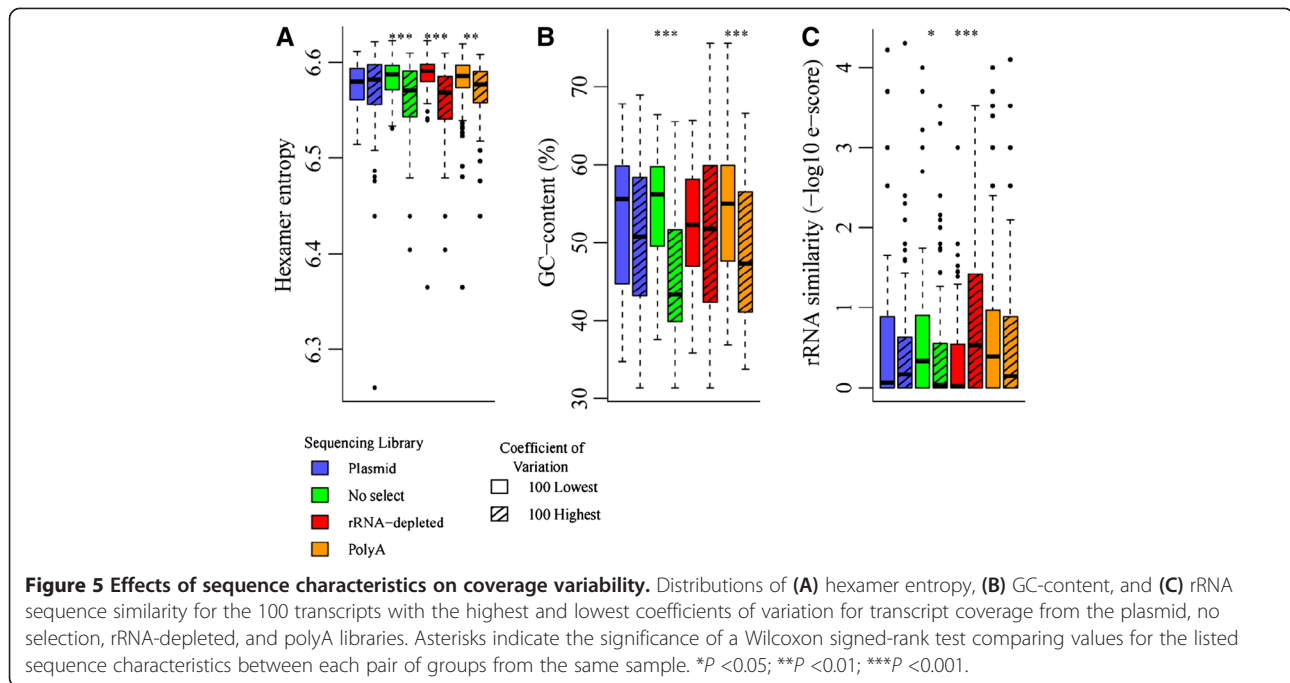 A
B
C
*** *** **
*** ***
* ***
Hexamer entropy
6.6
6.5
6.4
6.3
GC-content (%)
70
60
50
40
30
rRNA similarity (-log10 e-score)
4
3
2
1
0
Sequencing Library
Plasmid
No select
rRNA-depleted
PolyA
Coefficient of
Variation
100 Lowest
100 Highest
Figure 5 Effects of sequence characteristics on coverage variability. Distributions of (A) hexamer entropy, (B) GC-content, and (C) rRNA
sequence similarity for the 100 transcripts with the highest and lowest coefficients of variation for transcript coverage from the plasmid, no
selection, rRNA-depleted, and polyA libraries. Asterisks indicate the significance of a Wilcoxon signed-rank test comparing values for the listed
sequence characteristics between each pair of groups from the same sample. *P <0.05; **P <0.01; ***P <0.001.